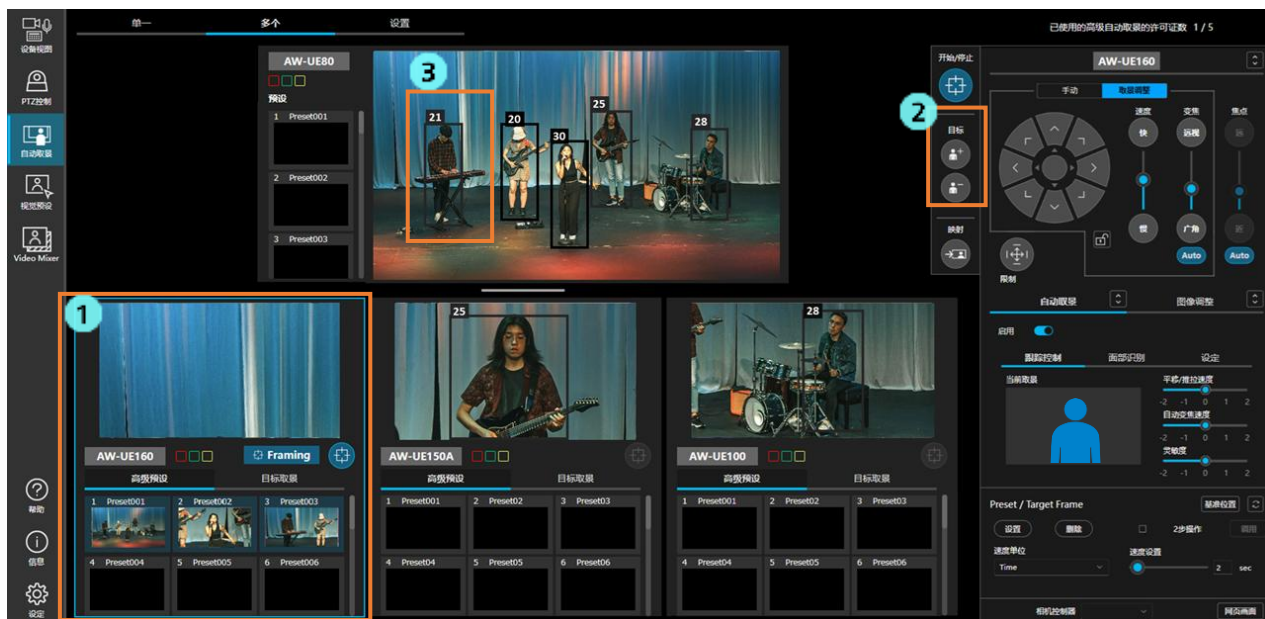 单一
多个
设置
已使用的高级自动取景的许可证数 1 / 5
设备视图
PTZ控制
自动取景
视觉预设
Video Mixer
帮助
信息
设定
AW-UE80
预设
1 Preset001
2 Preset002
3 Preset003
3
21
20
30
25
28
开始/停止
2
目标
映射
AW-UE160
手动
取景调整
速度
变焦
焦点
快
远摄
远
慢
广角
近
Auto
Auto
限制
自动取景
图像调整
启用
跟踪控制
面部识别
设定
当前取景
平移/推拉速度
-2 -1 0 1 2
自动变焦速度
-2 -1 0 1 2
灵敏度
-2 -1 0 1 2
Preset / Target Frame
基准位置
设置
删除
2步操作
调用
速度单位
速度设置
Time
2 sec
相机控制器
网页画面
1
AW-UE160
Framing
高级预设
目标取景
1 Preset001
2 Preset002
3 Preset003
4 Preset004
5 Preset005
6 Preset006
25
AW-UE150A
高级预设
目标取景
1 Preset001
2 Preset02
3 Preset03
4 Preset04
5 Preset05
6 Preset06
28
AW-UE100
高级预设
目标取景
1 Preset001
2 Preset02
3 Preset03
4 Preset04
5 Preset05
6 Preset06